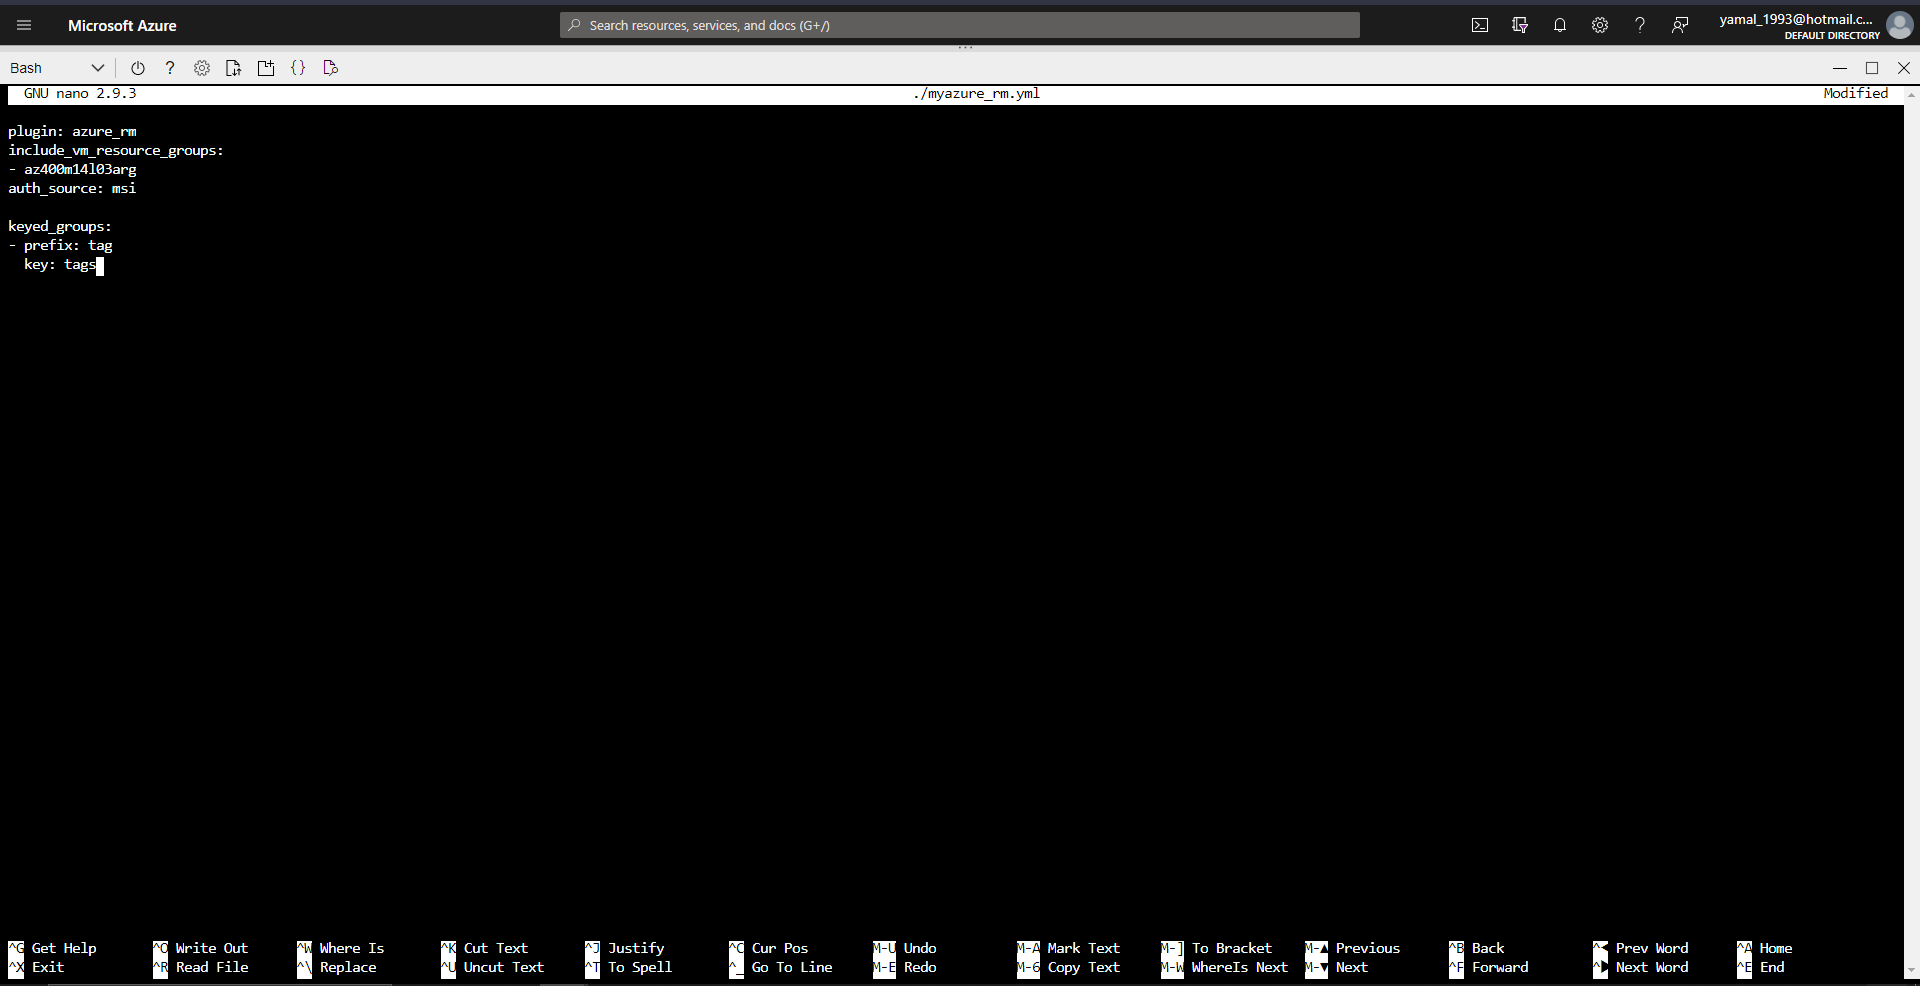 Microsoft Azure
Search resources, services, and docs (G+/)
yamal_1993@hotmail.c...
DEFAULT DIRECTORY
Bash
GNU nano 2.9.3 ./myazure_rm.yml Modified
plugin: azure_rm
include_vm_resource_groups:
- az400m14l03arg
auth_source: msi
keyed_groups:
- prefix: tag
key: tags
^G Get Help ^O Write Out ^W Where Is ^K Cut Text ^J Justify ^C Cur Pos M-U Undo M-A Mark Text M-] To Bracket M-▲ Previous ^B Back ^◀ Prev Word ^A Home
^X Exit ^R Read File ^\ Replace ^U Uncut Text ^T To Spell ^_ Go To Line M-E Redo M-6 Copy Text M-W WhereIs Next M-▼ Next ^F Forward ^▶ Next Word ^E End